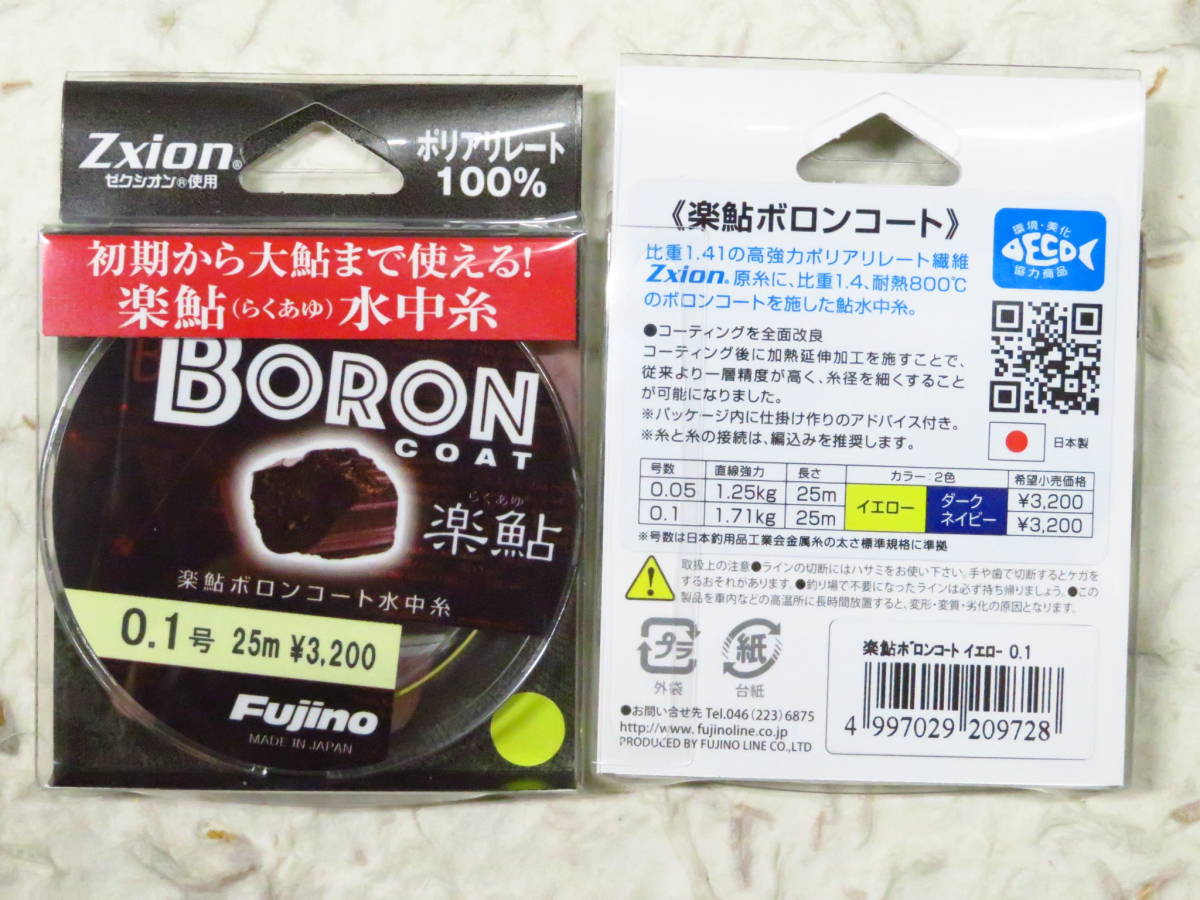 Zxion®
ゼクシオン®使用
ポリアリレート
100%
初期から大鮎まで使える!
楽鮎(らくあゆ)水中糸
BORON
COAT
らくあゆ
楽鮎
楽鮎ボロンコート水中糸
0.1号 25m ¥3,200
Fujino
MADE IN JAPAN
《楽鮎ボロンコート》
比重1.41の高強力ポリアリレート繊維
Zxion®原糸に、比重1.4、耐熱800℃
のボロンコートを施した鮎水中糸。
環境・美化
ECO
協力商品
●コーティングを全面改良
コーティング後に加熱延伸加工を施すことで、
従来より一層精度が高く、糸径を細くすること
が可能になりました。
※パッケージ内に仕掛け作りのアドバイス付き。
※糸と糸の接続は、編込みを推奨します。
日本製
号数 直線強力 長さ カラー:2色 希望小売価格
0.05 1.25kg 25m イエロー ダークネイビー ¥3,200
0.1 1.71kg 25m ¥3,200
※号数は日本釣用品工業会金属糸の太さ標準規格に準拠
取扱上の注意●ラインの切断にはハサミをお使い下さい。手や歯で切断するとケガを
するおそれがあります。●釣り場で不要になったラインは必ず持ち帰りましょう。●この
製品を車内などの高温所に長時間放置すると、変形・変質・劣化の原因となります。
プラ
外袋
紙
台紙
●お問い合せ先 Tel.046 (223) 6875
http://www.fujinoline.co.jp
PRODUCED BY FUJINO LINE CO.,LTD
楽鮎ボロンコート イエロー 0.1
4 997029 209728